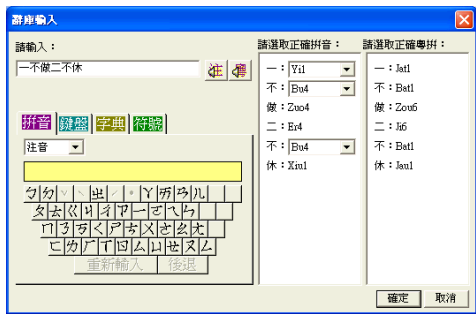 辭庫輸入
請輸入：
一不做二不休
注 粵
拼音 鍵盤 字典 符號
注音
ㄅ ㄉ ˇ ˋ ㄓ ˊ ˙ ㄚ ㄞ ㄢ ㄦ
ㄆ ㄊ ㄍ ㄐ ㄔ ㄗ ㄧ ㄛ ㄟ ㄣ
ㄇ ㄋ ㄎ ㄑ ㄕ ㄘ ㄨ ㄜ ㄠ ㄤ
ㄈ ㄌ ㄏ ㄒ ㄖ ㄙ ㄩ ㄝ ㄡ ㄥ
重新輸入 後退
請選取正確拼音：
一：Yi1
不：Bu4
做：Zuo4
二：Er4
不：Bu4
休：Xiu1
請選取正確粵拼：
一：Jat1
不：Bat1
做：Zou6
二：Ji6
不：Bat1
休：Jau1
確定 取消